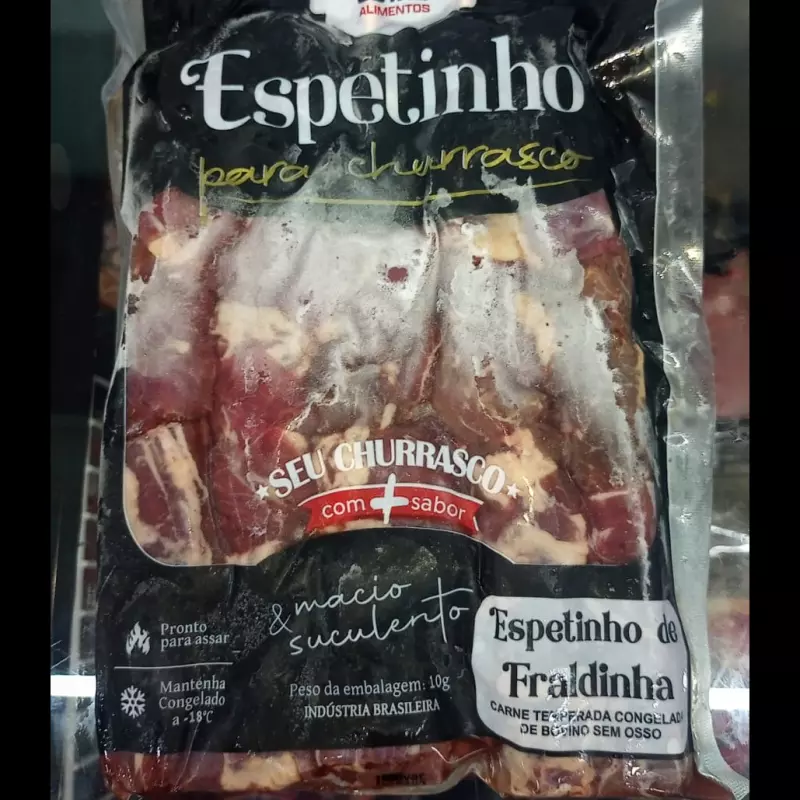 ALIMENTOS
Espetinho
para churrasco
SEU CHURRASCO
com + sabor
macio
& suculento
Pronto
para assar
Mantenha
Congelado
a -18°C
Peso da embalagem: 10g
INDÚSTRIA BRASILEIRA
Espetinho de
Fraldinha
CARNE TEMPERADA CONGELADA
DE BOVINO SEM OSSO